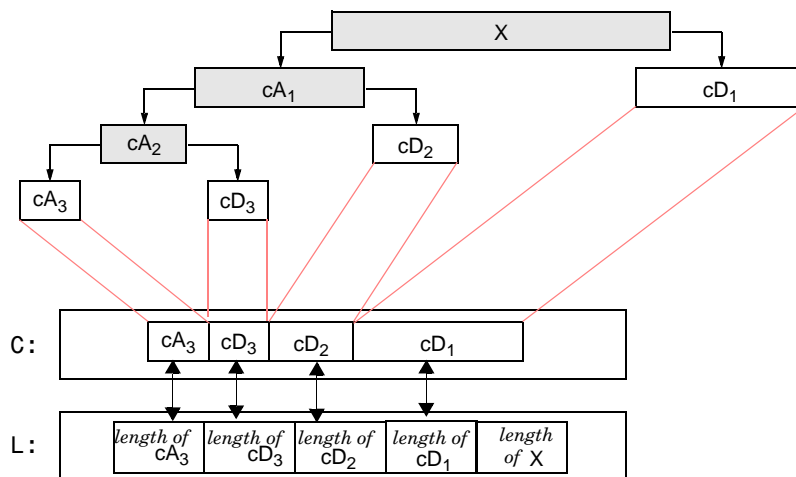 X
cA₁
cD₁
cA₂
cD₂
cA₃
cD₃
C:
cA₃
cD₃
cD₂
cD₁
L:
length of
cA₃
length of
cD₃
length of
cD₂
length of
cD₁
length
of X